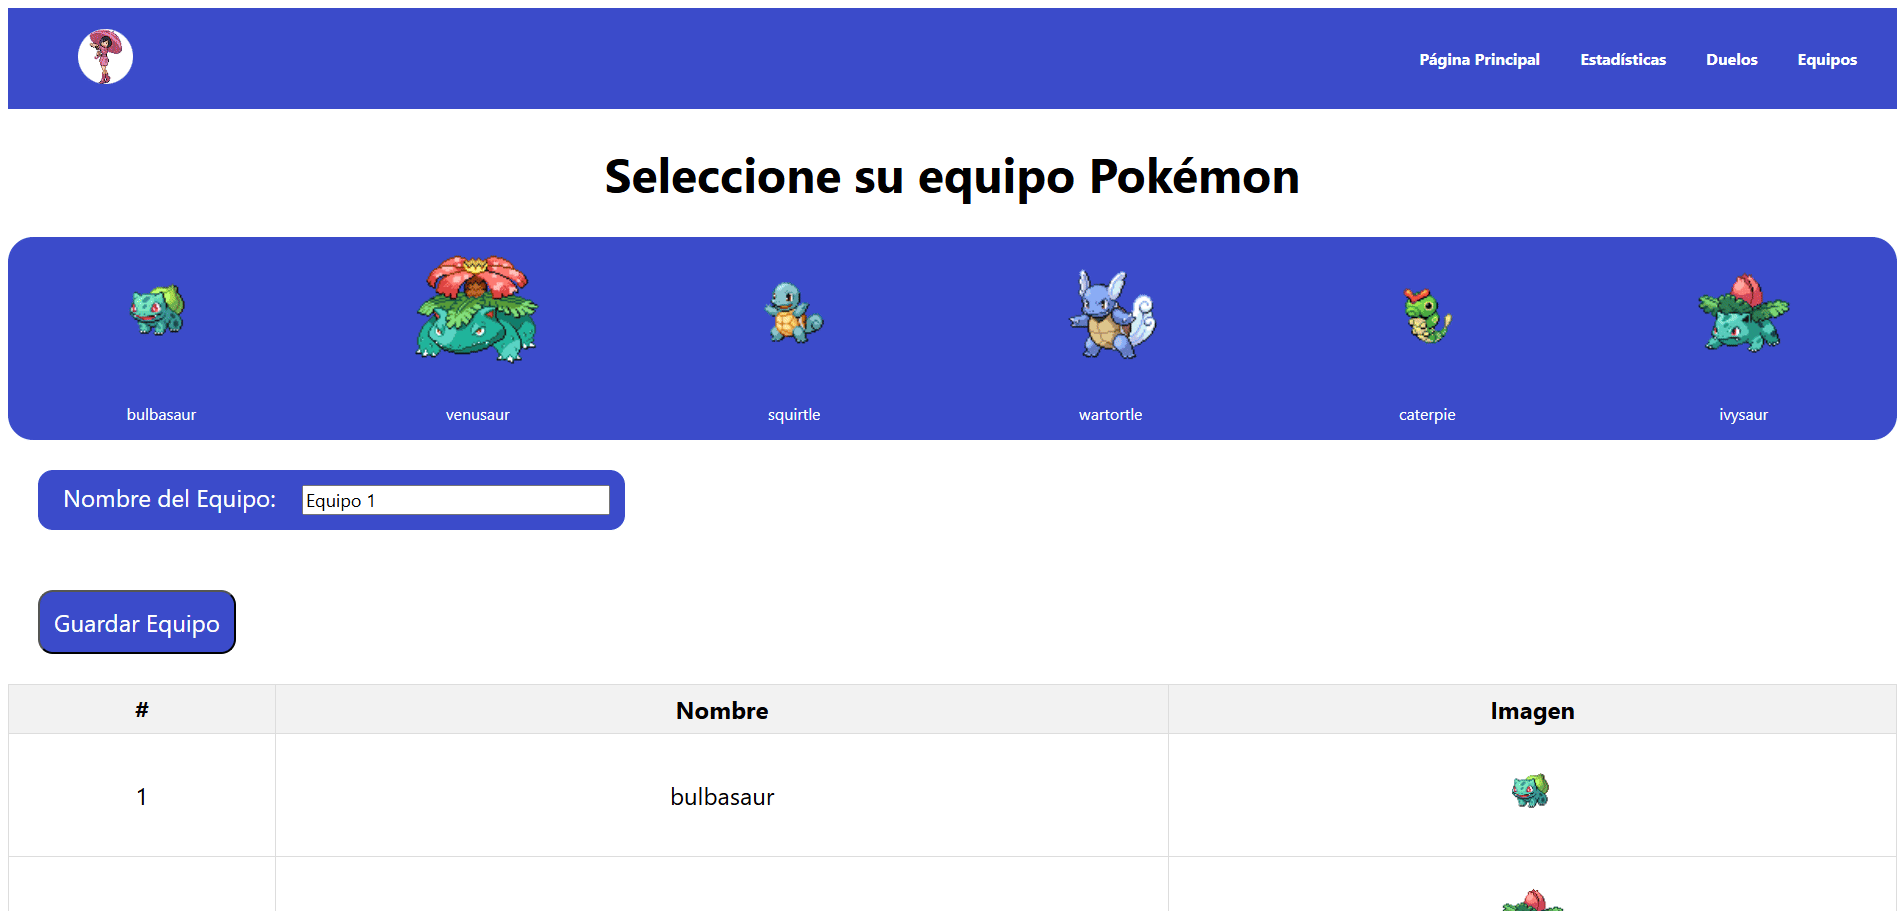 Página Principal Estadísticas Duelos Equipos
Seleccione su equipo Pokémon
bulbasaur venusaur squirtle wartortle caterpie ivysaur
Nombre del Equipo: Equipo 1
Guardar Equipo
# Nombre Imagen
1 bulbasaur